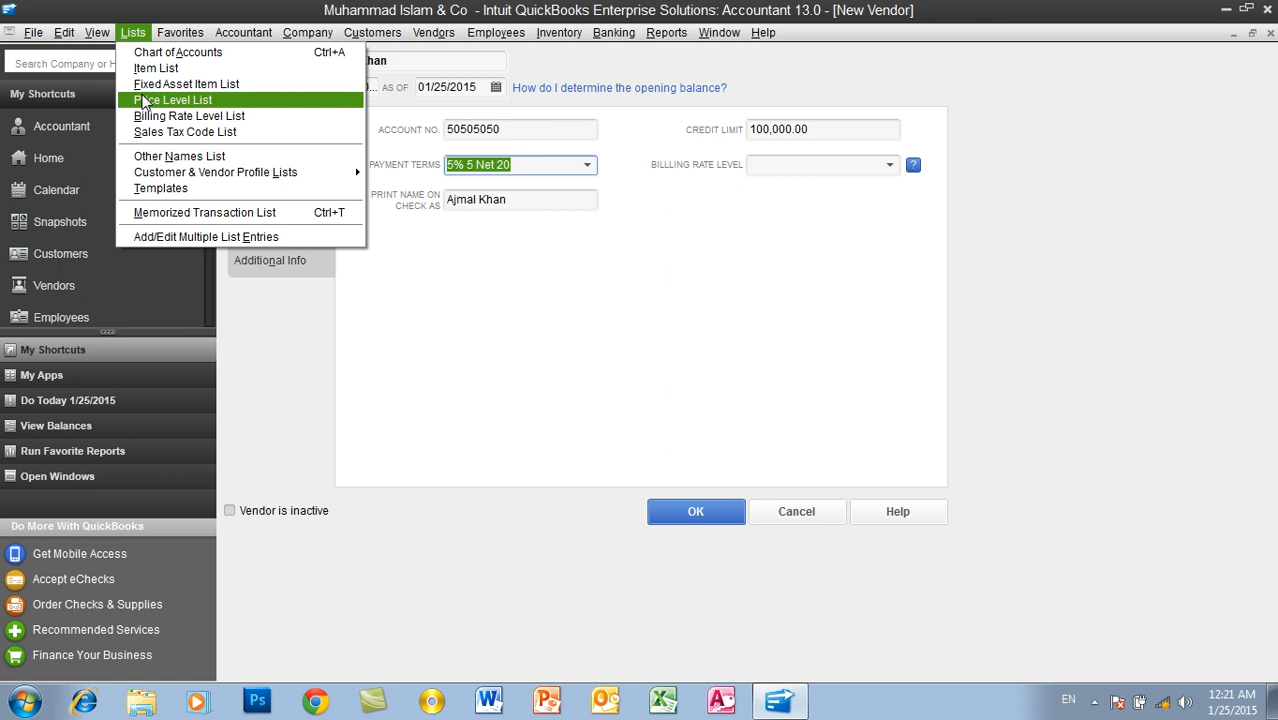 Muhammad Islam & Co - Intuit QuickBooks Enterprise Solutions: Accountant 13.0 - [New Vendor]
File Edit View Lists Favorites Accountant Company Customers Vendors Employees Inventory Banking Reports Window Help
Search Company or H
My Shortcuts
Accountant
Home
Calendar
Snapshots
Customers
Vendors
Employees
My Shortcuts
My Apps
Do Today 1/25/2015
View Balances
Run Favorite Reports
Open Windows
Do More With QuickBooks
Get Mobile Access
Accept eChecks
Order Checks & Supplies
Recommended Services
Finance Your Business
Chart of Accounts Ctrl+A
Item List
Fixed Asset Item List
Level List
Billing Rate Level List
Sales Tax Code List
Other Names List
Customer & Vendor Profile Lists
Templates
Memorized Transaction List Ctrl+T
Add/Edit Multiple List Entries
han
0... AS OF 01/25/2015 How do I determine the opening balance?
ACCOUNT NO. 50505050 CREDIT LIMIT 100,000.00
PAYMENT TERMS 5% 5 Net 20 BILLLING RATE LEVEL ?
PRINT NAME ON
CHECK AS Ajmal Khan
Additional Info
Vendor is inactive OK Cancel Help
Ps
EN 12:21 AM
1/25/2015